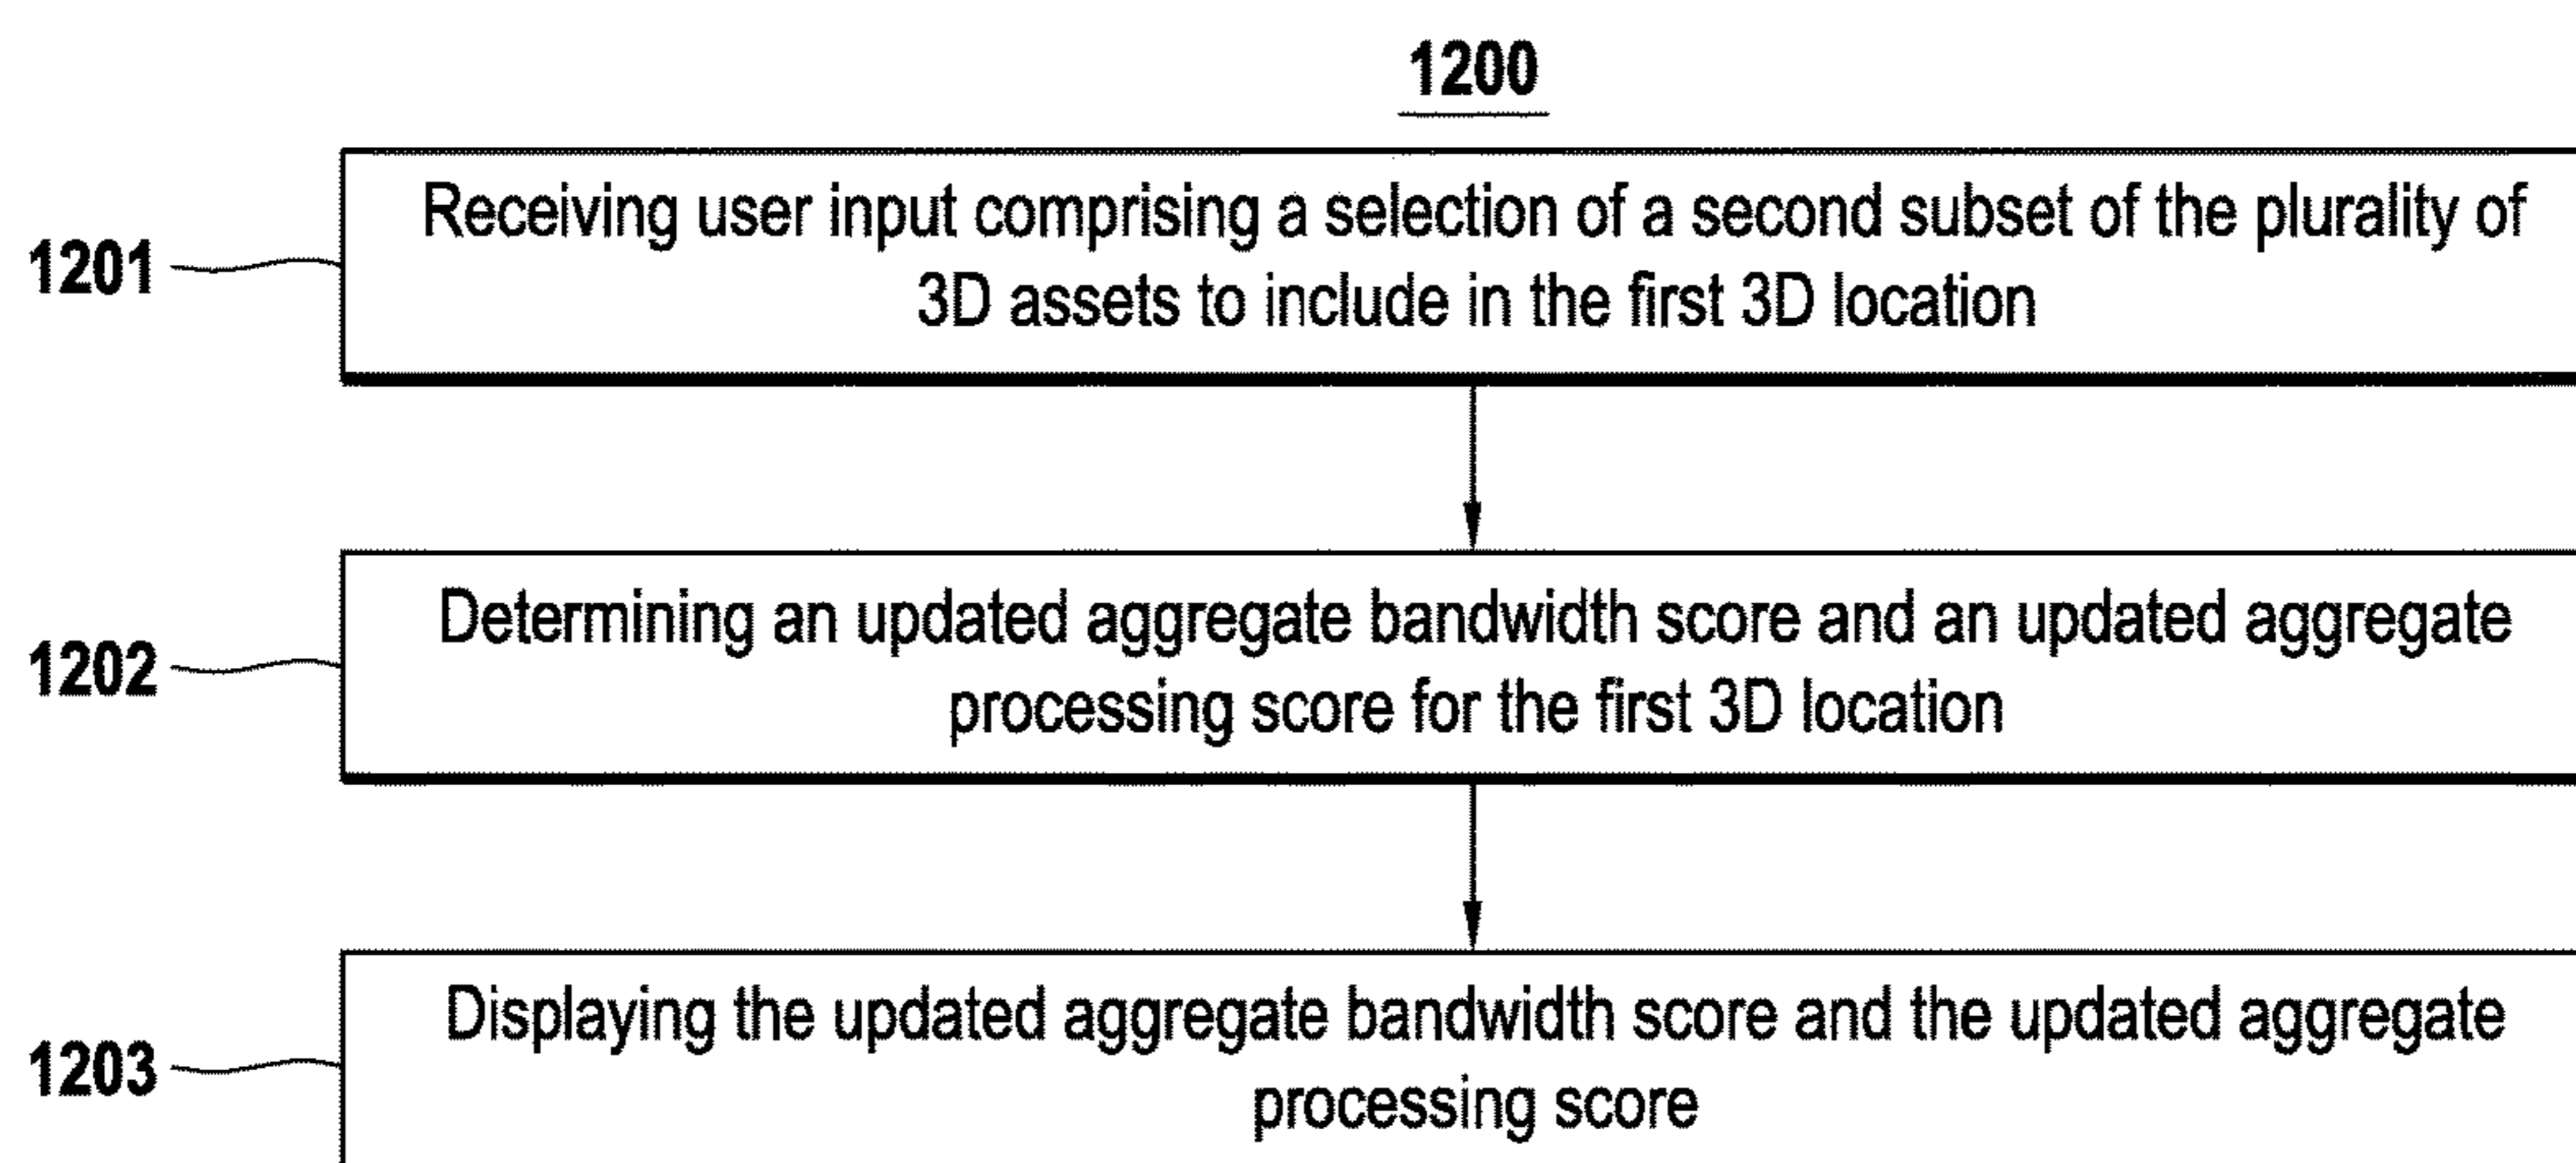 1200
1201
Receiving user input comprising a selection of a second subset of the plurality of
3D assets to include in the first 3D location
1202
Determining an updated aggregate bandwidth score and an updated aggregate
processing score for the first 3D location
1203
Displaying the updated aggregate bandwidth score and the updated aggregate
processing score